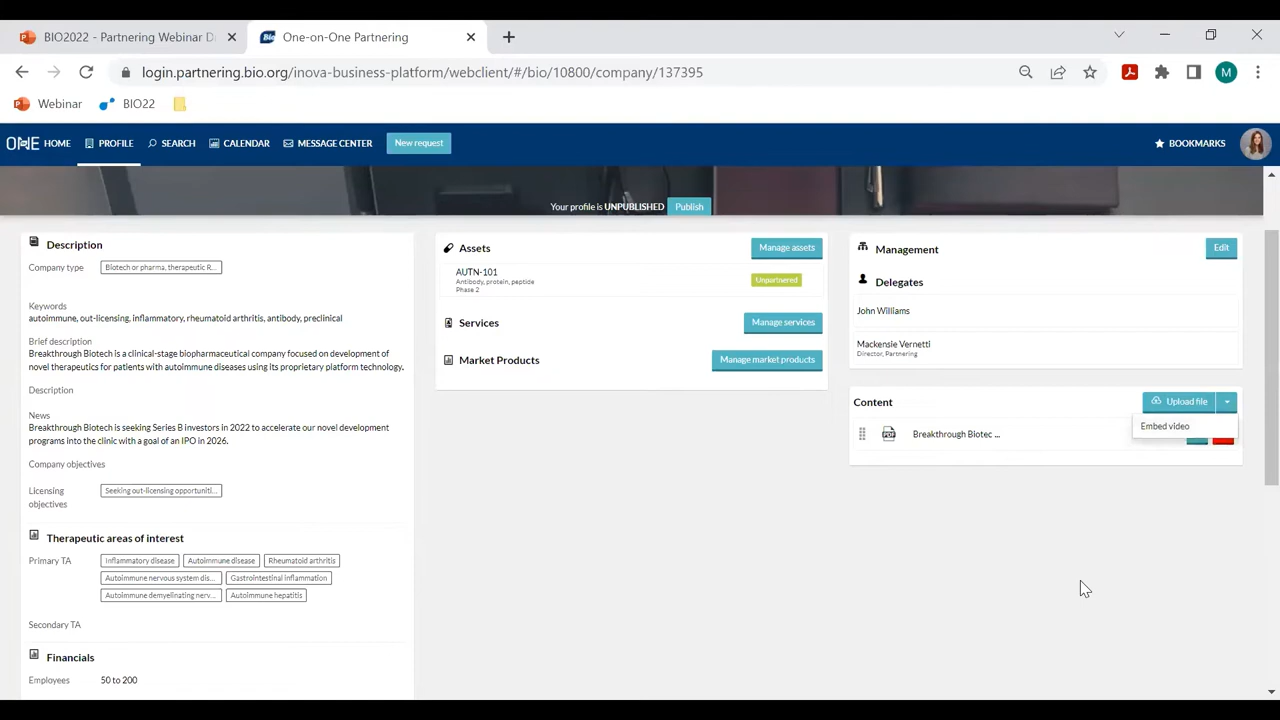 BIO2022 - Partnering Webinar D
One-on-One Partnering
login.partnering.bio.org/inova-business-platform/webclient/#/bio/10800/company/137395
M
Webinar
BIO22
ONE HOME PROFILE SEARCH CALENDAR MESSAGE CENTER New request BOOKMARKS
Your profile is UNPUBLISHED Publish
Description
Company type Biotech or pharma, therapeutic R...
Keywords
autoimmune, out-licensing, inflammatory, rheumatoid arthritis, antibody, preclinical
Brief description
Breakthrough Biotech is a clinical-stage biopharmaceutical company focused on development of
novel therapeutics for patients with autoimmune diseases using its proprietary platform technology.
Description
News
Breakthrough Biotech is seeking Series B investors in 2022 to accelerate our novel development
programs into the clinic with a goal of an IPO in 2026.
Company objectives
Licensing
objectives
Seeking out-licensing opportuniti...
Therapeutic areas of interest
Primary TA Inflammatory disease Autoimmune disease Rheumatoid arthritis
Autoimmune nervous system dis... Gastrointestinal inflammation
Autoimmune demyelinating nerv... Autoimmune hepatitis
Secondary TA
Financials
Employees 50 to 200
Assets Manage assets
AUTN-101
Antibody, protein, peptide
Phase 2
Unpartnered
Services Manage services
Market Products Manage market products
Management Edit
Delegates
John Williams
Mackensie Vernetti
Director, Partnering
Content Upload file
Embed video
PDF Breakthrough Biotec ...